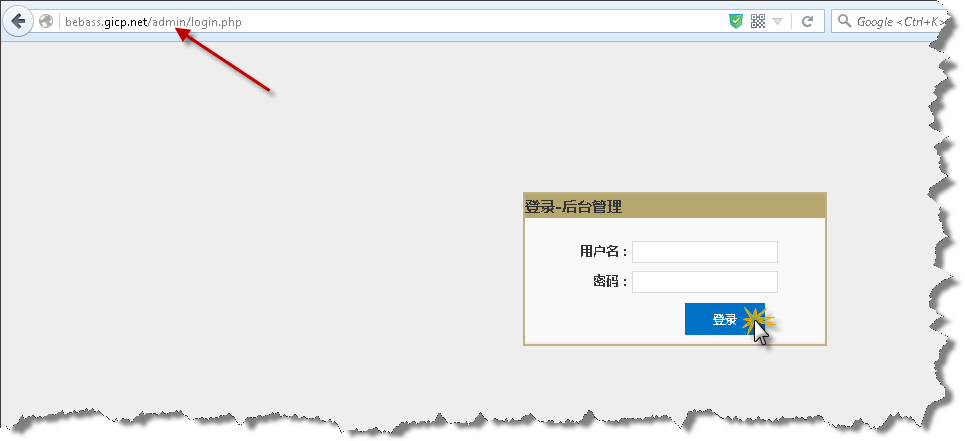 bebass.gicp.net/admin/login.php
Google <Ctrl+K>
登录-后台管理
用户名：
密码：
登录